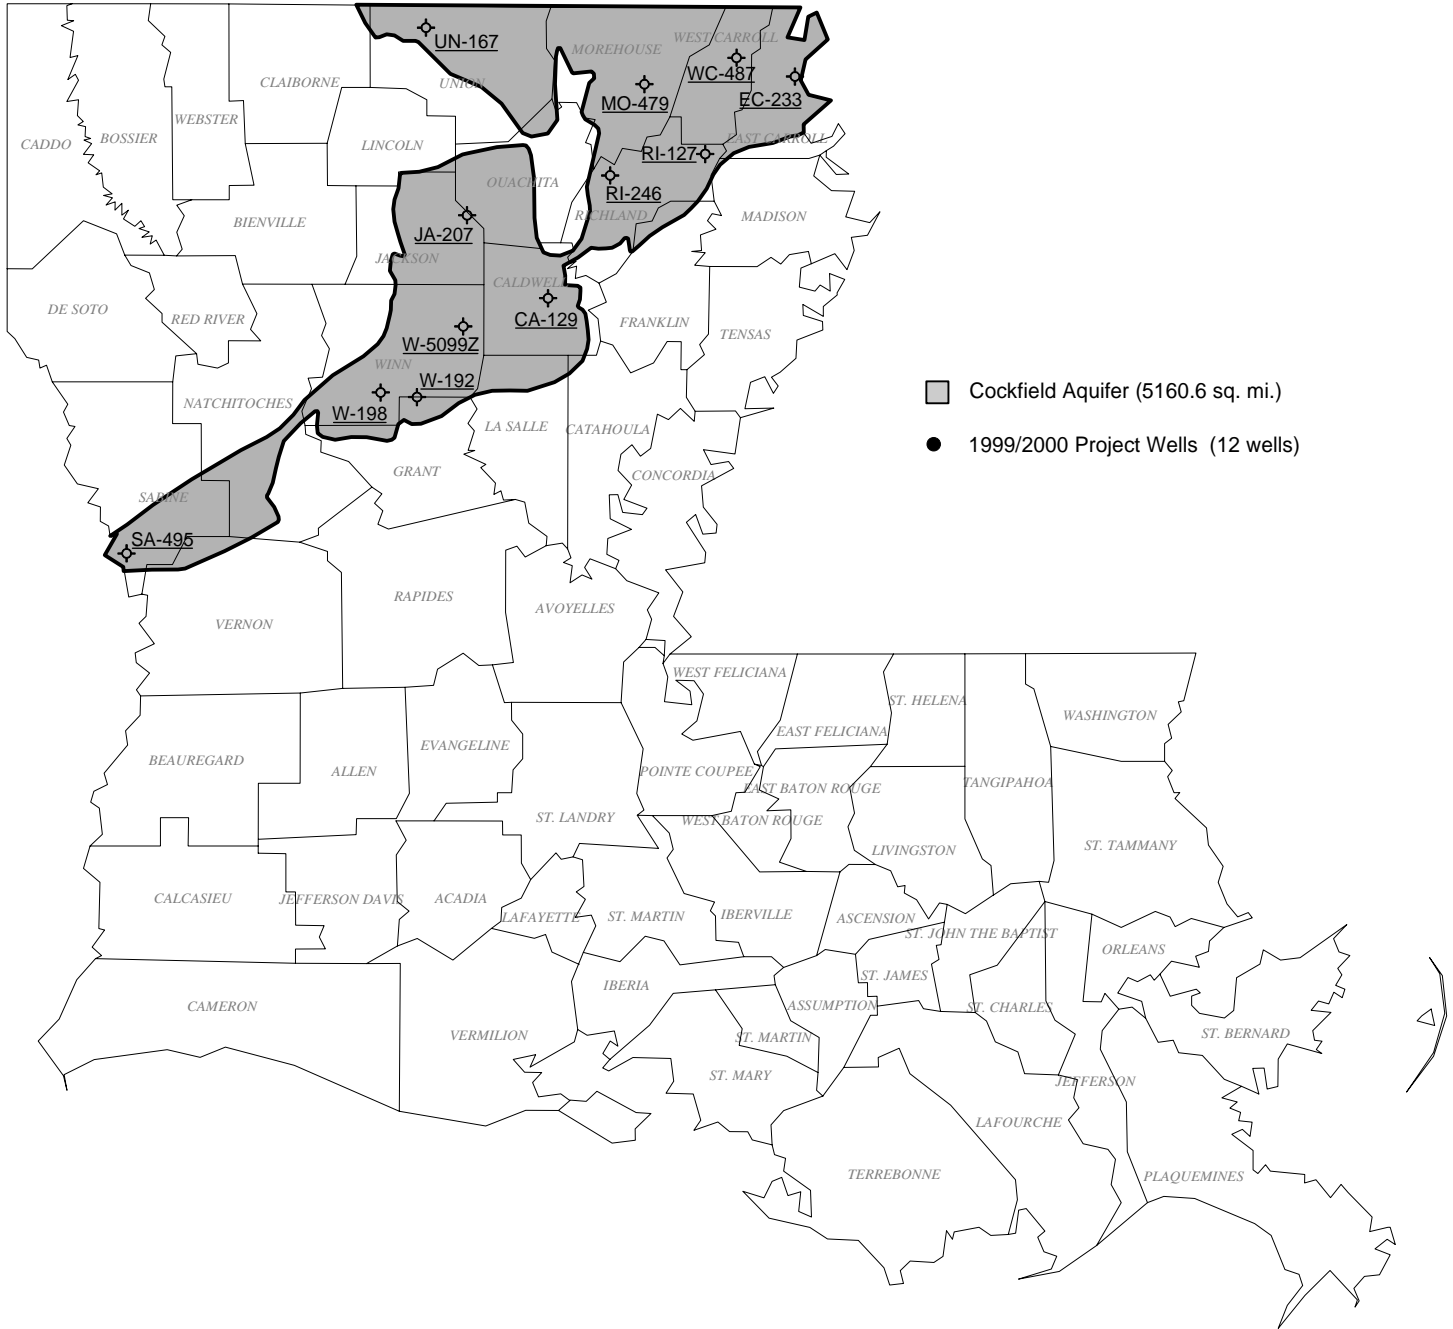 UN-167
WEST CARROLL
MOREHOUSE
WC-487
CLAIBORNE
UNION
MO-479
EC-233
WEBSTER
BOSSIER
CADDO
LINCOLN
EAST CARROLL
RI-127
OUACHITA
RI-246
BIENVILLE
RICHLAND
MADISON
JA-207
JACKSON
CALDWELL
DE SOTO
RED RIVER
CA-129
FRANKLIN
TENSAS
W-5099Z
WINN
W-192
NATCHITOCHES
W-198
LA SALLE
CATAHOULA
Cockfield Aquifer (5160.6 sq. mi.)
1999/2000 Project Wells (12 wells)
GRANT
CONCORDIA
SABINE
SA-495
RAPIDES
AVOYELLES
VERNON
WEST FELICIANA
ST. HELENA
WASHINGTON
EAST FELICIANA
EVANGELINE
BEAUREGARD
ALLEN
POINTE COUPEE
TANGIPAHOA
EAST BATON ROUGE
ST. LANDRY
WEST BATON ROUGE
LIVINGSTON
ST. TAMMANY
CALCASIEU
JEFFERSON DAVIS
ACADIA
LAFAYETTE
ST. MARTIN
IBERVILLE
ASCENSION
ST. JOHN THE BAPTIST
ORLEANS
ST. JAMES
IBERIA
CAMERON
ASSUMPTION
ST. CHARLES
VERMILION
ST. MARTIN
ST. BERNARD
ST. MARY
JEFFERSON
LAFOURCHE
TERREBONNE
PLAQUEMINES